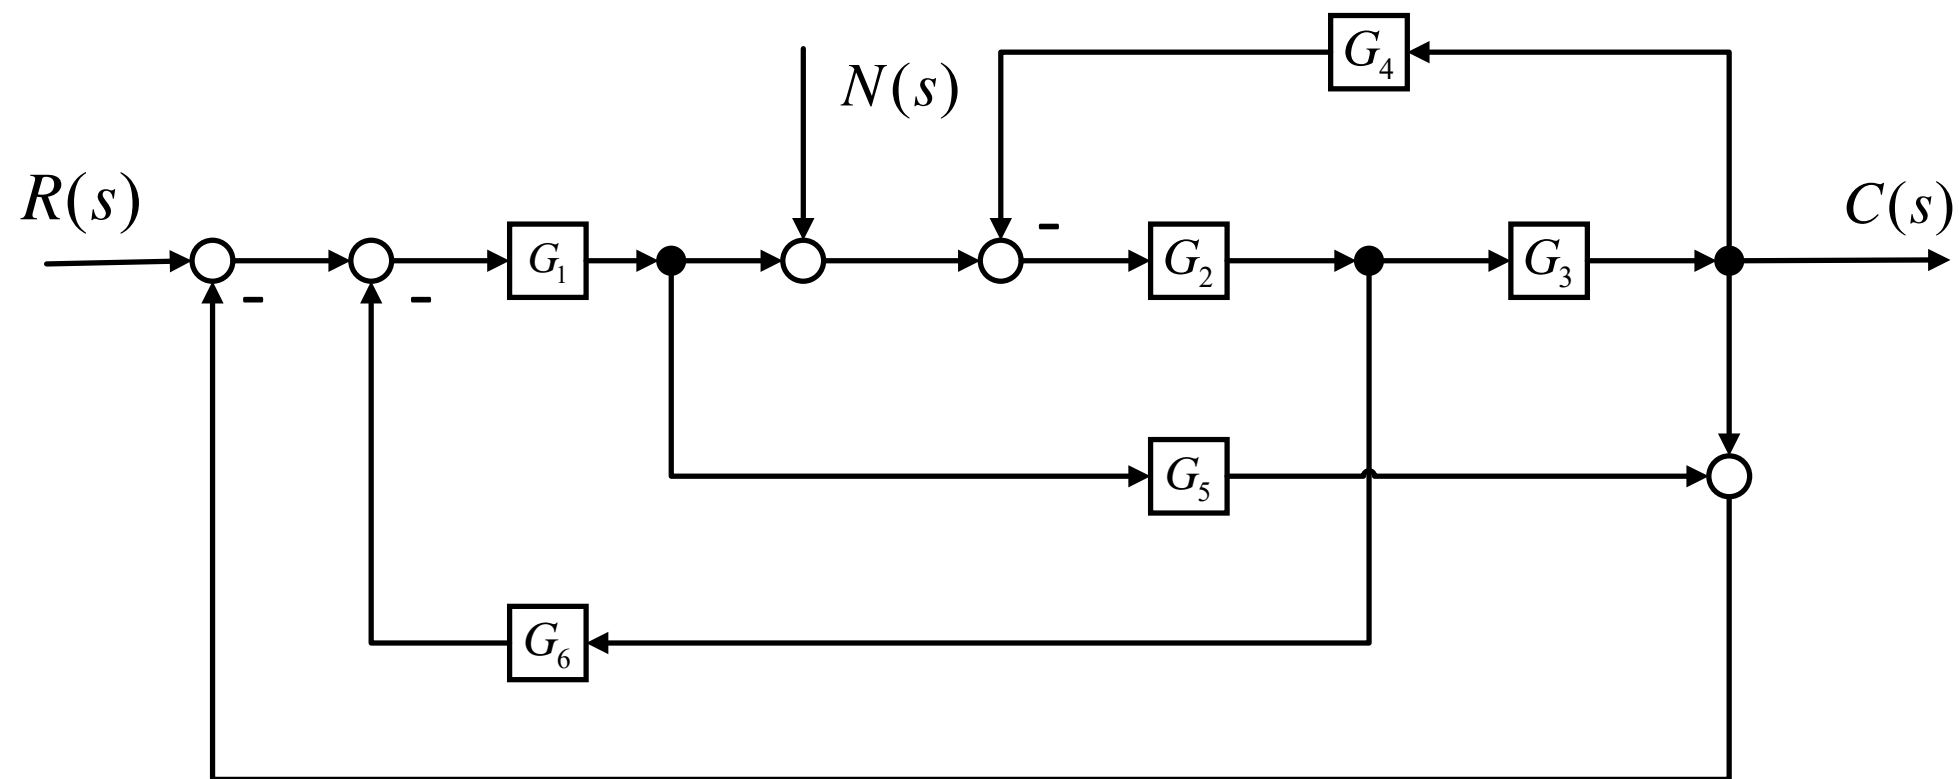 G₄
N(s)
R(s)
C(s)
-
G₁
G₂
G₃
-
-
G₅
G₆